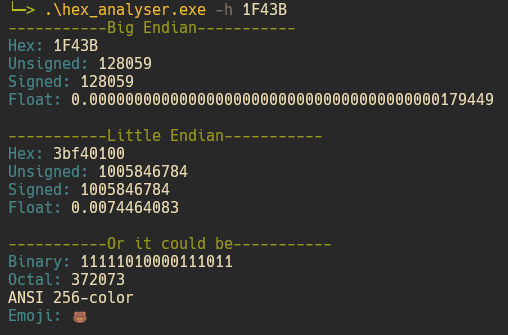 └─> .\hex_analyser.exe -h 1F43B
-----------Big Endian-----------
Hex: 1F43B
Unsigned: 128059
Signed: 128059
Float: 0.000000000000000000000000000000000000000179449
-----------Little Endian-----------
Hex: 3bf40100
Unsigned: 1005846784
Signed: 1005846784
Float: 0.0074464083
-----------Or it could be-----------
Binary: 11111010000111011
Octal: 372073
ANSI 256-color
Emoji: 🐻